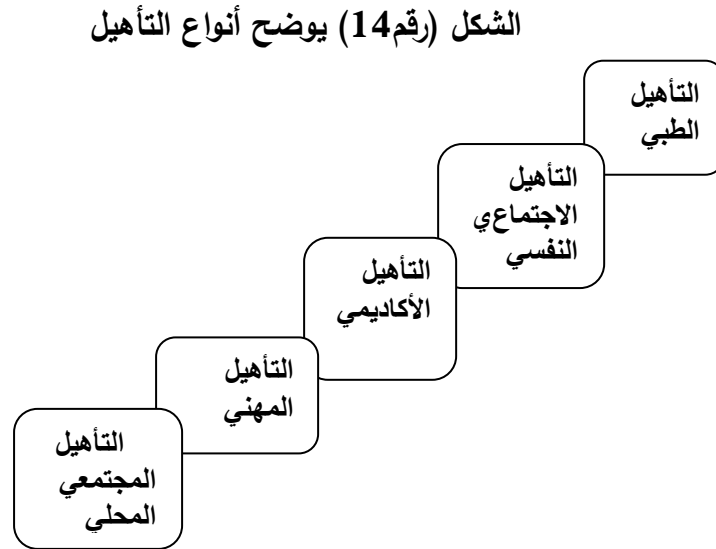 الشكل (رقم14) يوضح أنواع التأهيل
التأهيل
الطبي
التأهيل
الاجتماعي
النفسي
التأهيل
الأكاديمي
التأهيل
المهني
التأهيل
المجتمعي
المحلي